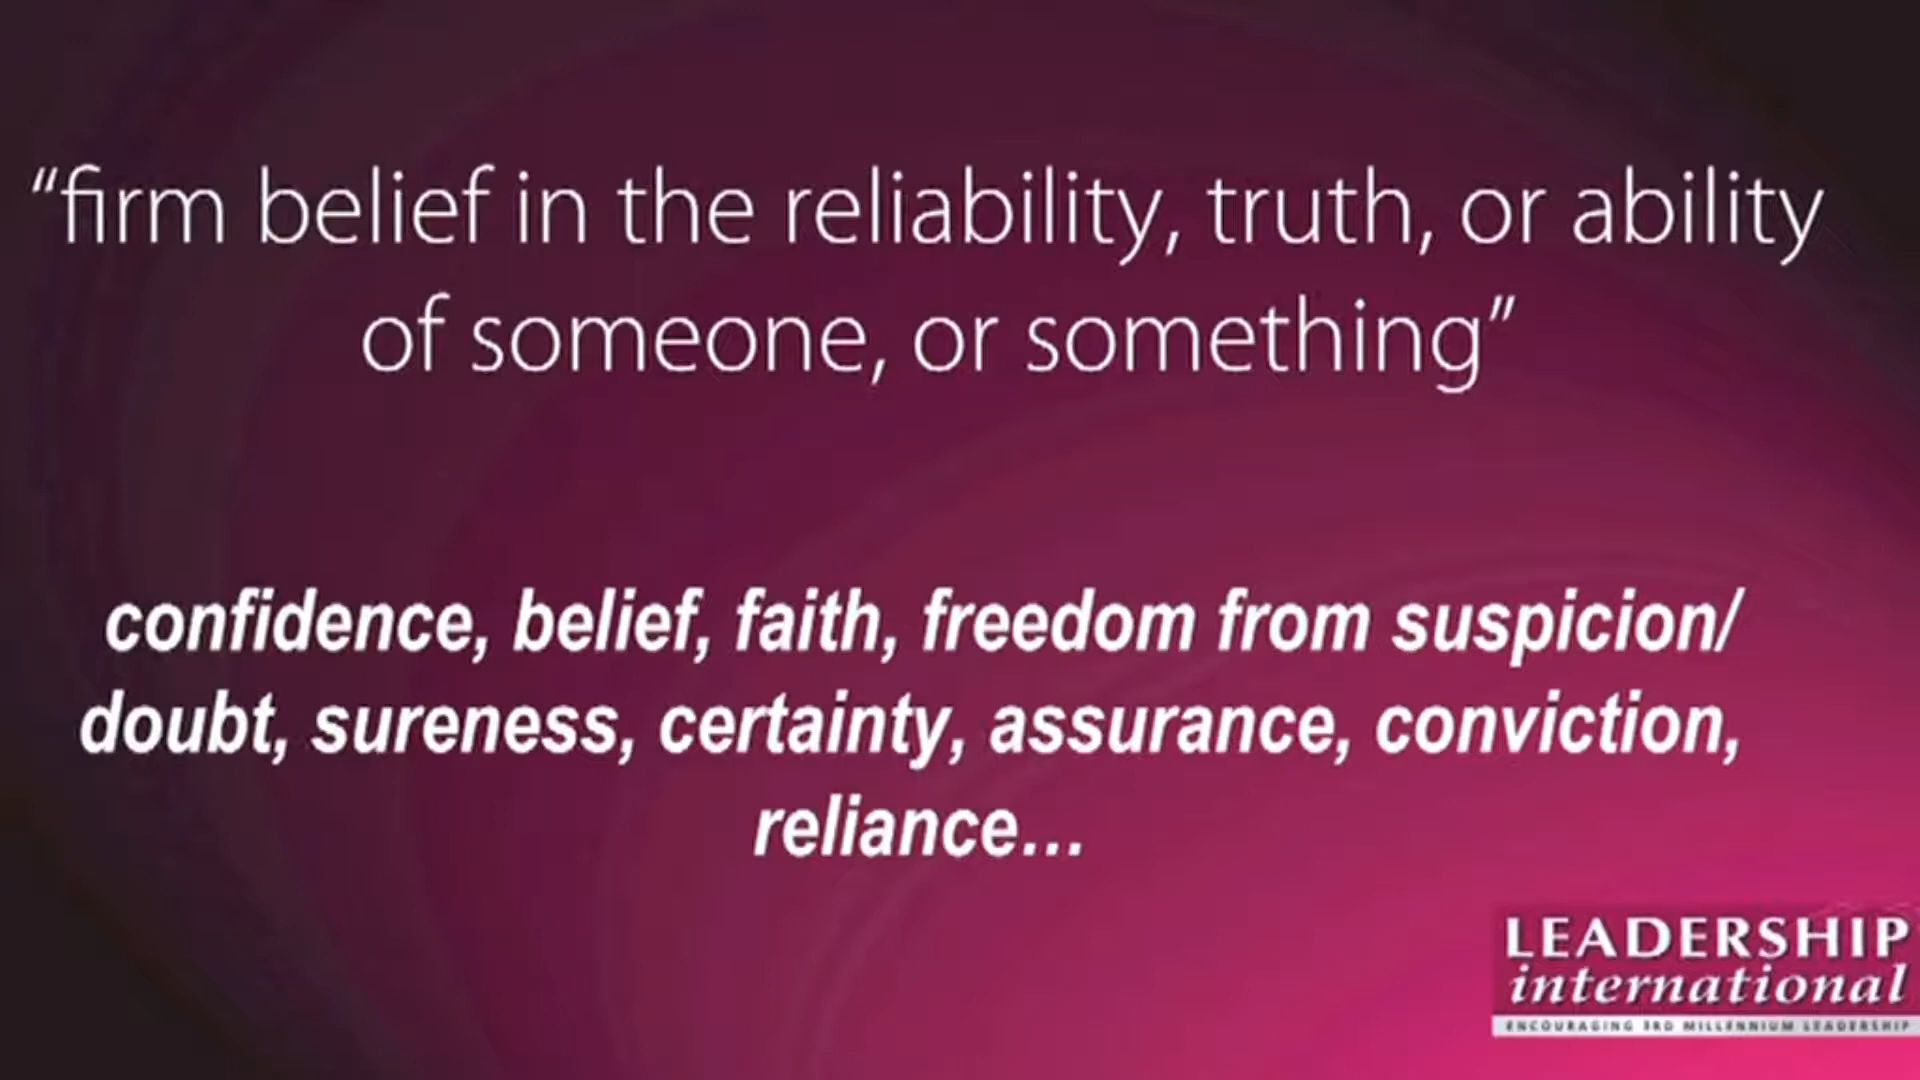 “firm belief in the reliability, truth, or ability
of someone, or something”
confidence, belief, faith, freedom from suspicion/
doubt, sureness, certainty, assurance, conviction,
reliance...
LEADERSHIP
international
ENCOURAGING 3RD MILLENNIUM LEADERSHIP